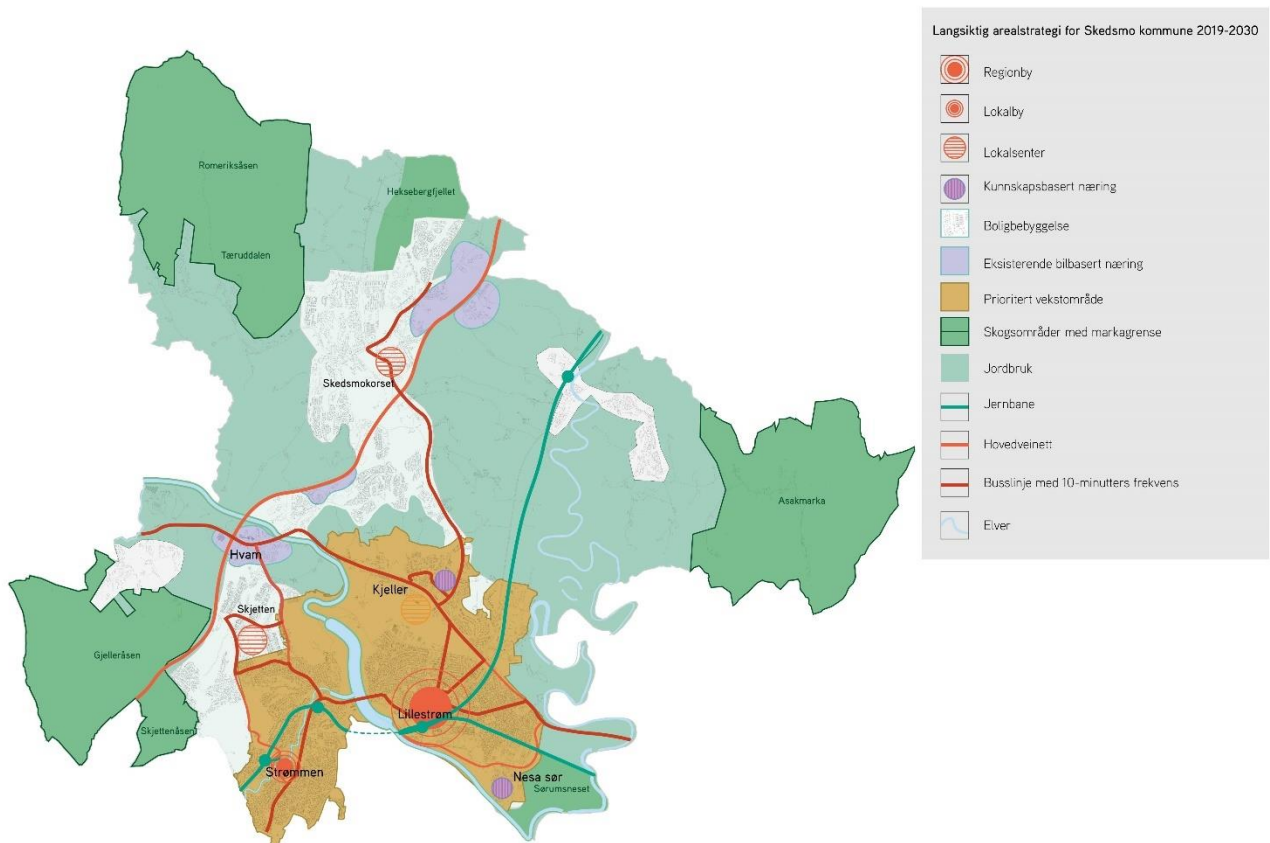 Langsiktig arealstrategi for Skedsmo kommune 2019-2030
Regionby
Lokalby
Lokalsenter
Kunnskapsbasert næring
Boligbebyggelse
Eksisterende bilbasert næring
Prioritert vekstområde
Skogsområder med markagrense
Jordbruk
Jernbane
Hovedveinett
Busslinje med 10-minutters frekvens
Elver
Romeriksåsen
Heksebergfjellet
Tæruddalen
Skedsmokorset
Asakmarka
Hvam
Kjeller
Skjetten
Gjelleråsen
Lillestrøm
Skjettenåsen
Strømmen
Nesa sør
Sørumsneset